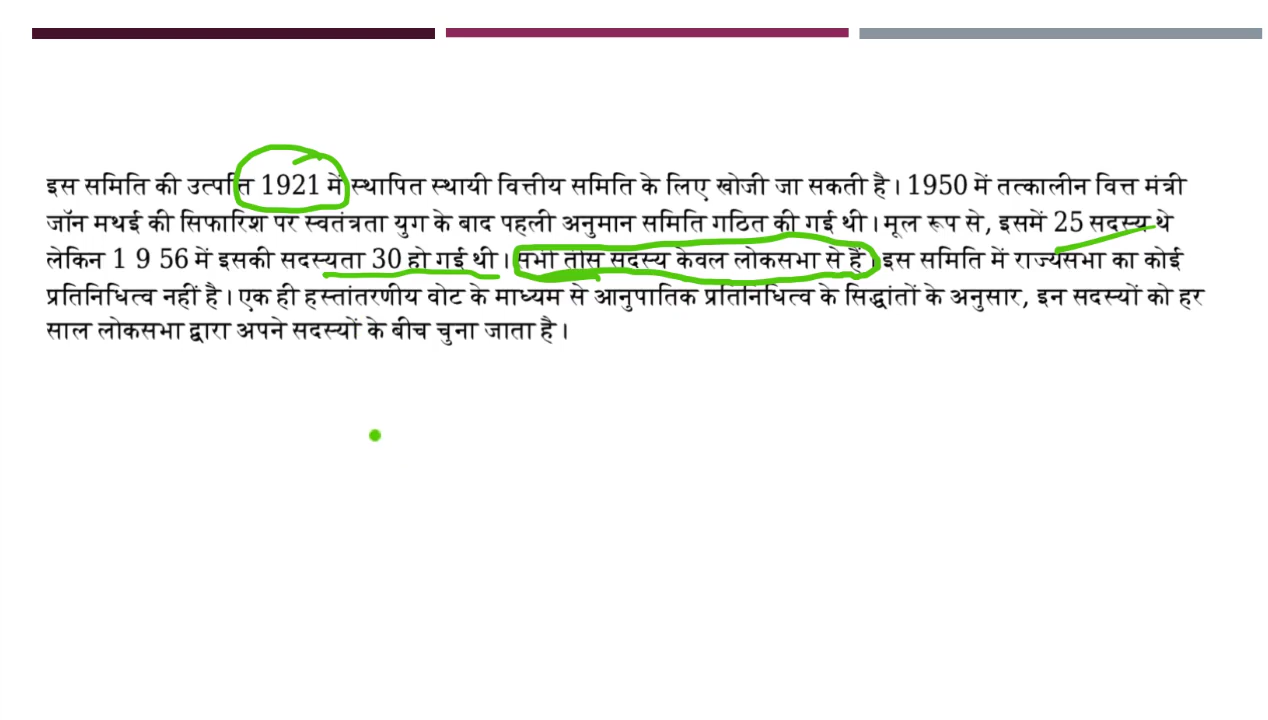 इस समिति की उत्पत्ति 1921 में स्थापित स्थायी वित्तीय समिति के लिए खोजी जा सकती है। 1950 में तत्कालीन वित्त मंत्री
जॉन मथई की सिफारिश पर स्वतंत्रता युग के बाद पहली अनुमान समिति गठित की गई थी। मूल रूप से, इसमें 25 सदस्य थे
लेकिन 1 9 56 में इसकी सदस्यता 30 हो गई थी। सभी तीस सदस्य केवल लोकसभा से हैं। इस समिति में राज्यसभा का कोई
प्रतिनिधित्व नहीं है। एक ही हस्तांतरणीय वोट के माध्यम से आनुपातिक प्रतिनिधित्व के सिद्धांतों के अनुसार, इन सदस्यों को हर
साल लोकसभा द्वारा अपने सदस्यों के बीच चुना जाता है।